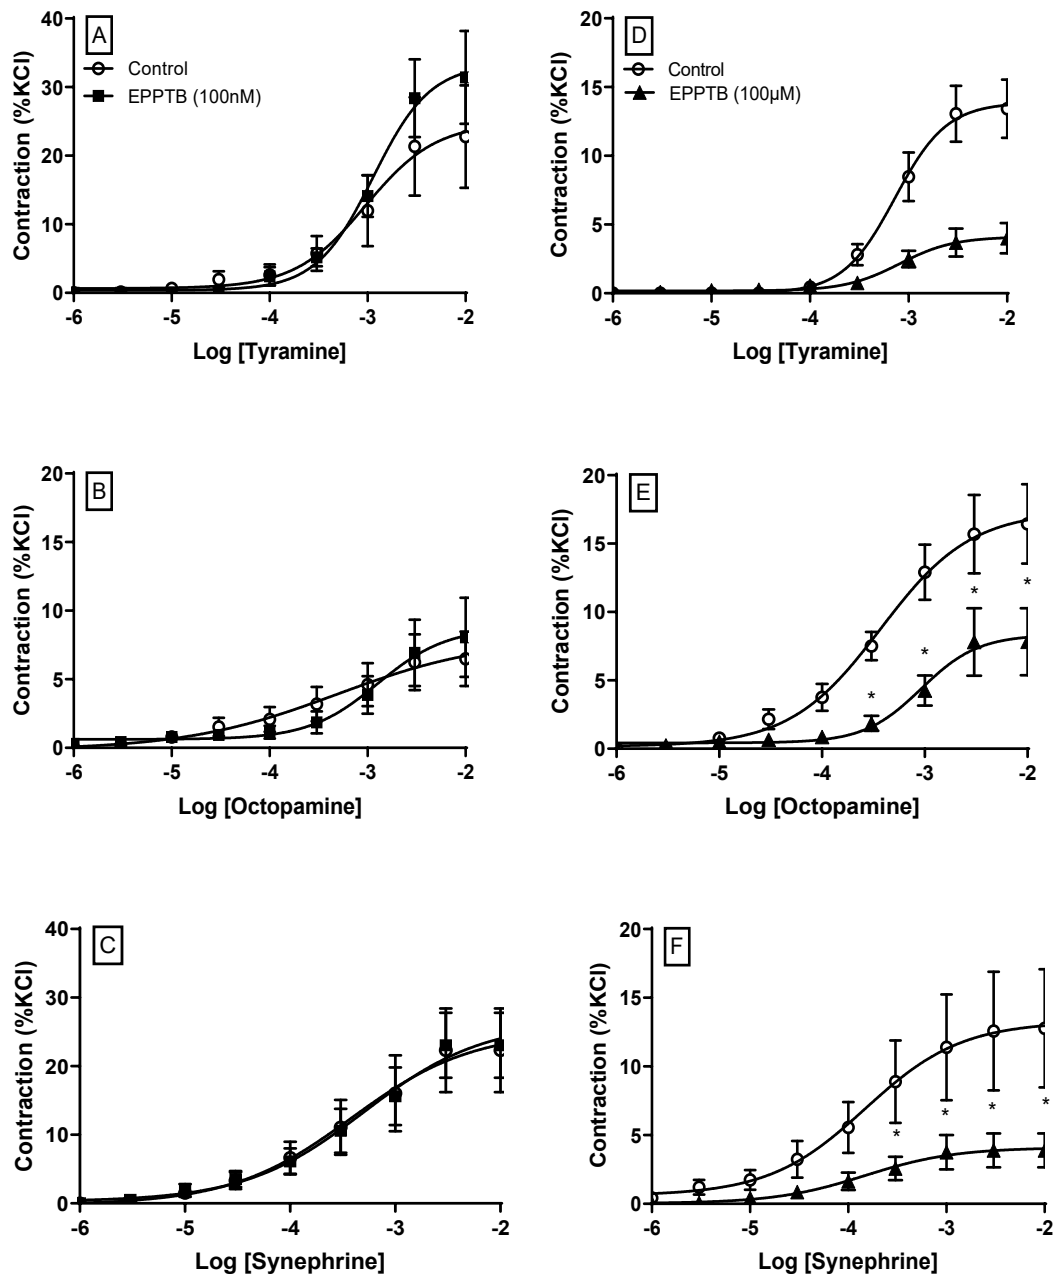 A
Control
EPPTB (100nM)
Contraction (%KCl)
40
30
20
10
0
-6 -5 -4 -3 -2
Log [Tyramine]
D
Control
EPPTB (100µM)
Contraction (%KCl)
20
15
10
5
0
-6 -5 -4 -3 -2
Log [Tyramine]
B
Contraction (%KCl)
20
15
10
5
0
-6 -5 -4 -3 -2
Log [Octopamine]
E
Contraction (%KCl)
20
15
10
5
0
* * * *
-6 -5 -4 -3 -2
Log [Octopamine]
C
Contraction (%KCl)
40
30
20
10
0
-6 -5 -4 -3 -2
Log [Synephrine]
F
Contraction (%KCl)
20
15
10
5
0
* * * *
-6 -5 -4 -3 -2
Log [Synephrine]